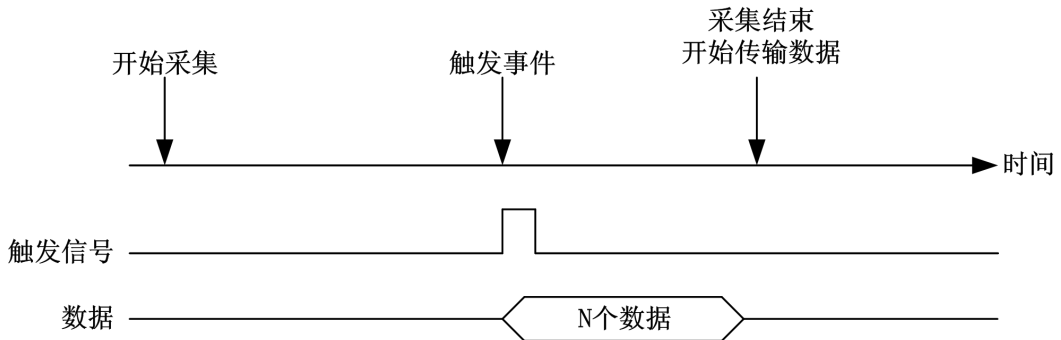 采集结束
开始传输数据
开始采集
触发事件
时间
触发信号
数据
N个数据